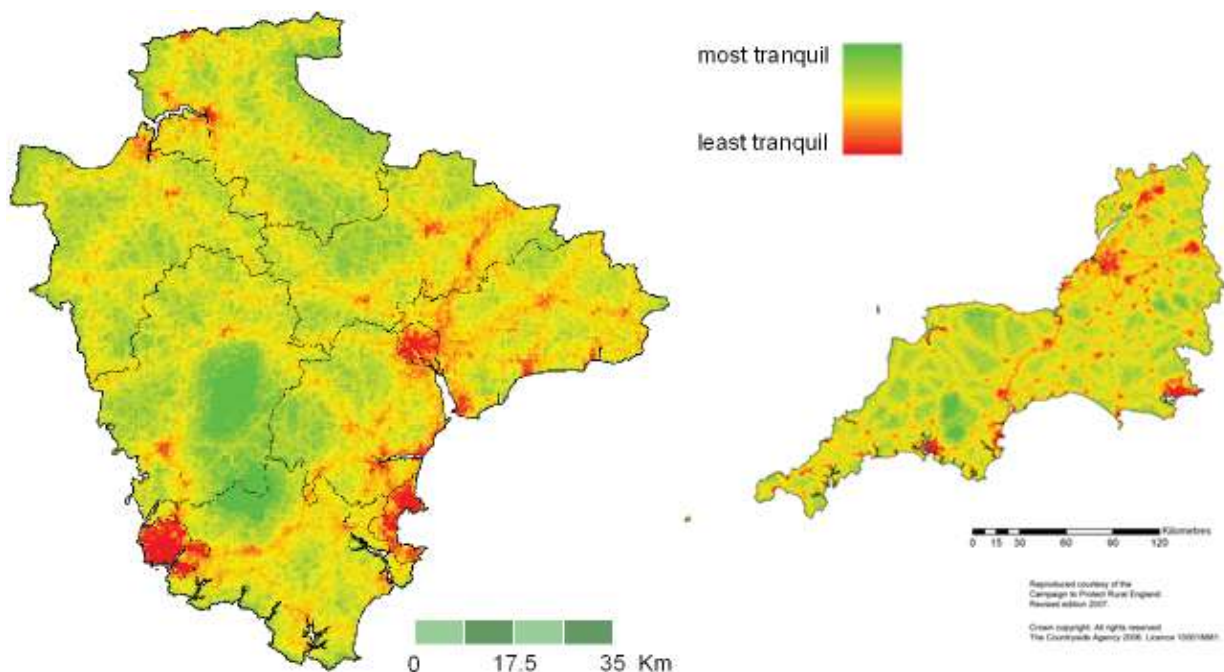 most tranquil
least tranquil
Kilometres
0 15 30 60 90 120
Reproduced courtesy of the
Campaign to Protect Rural England.
Revised edition 2007.
Crown copyright. All rights reserved.
The Countryside Agency 2006. Licence
0 17.5 35 Km